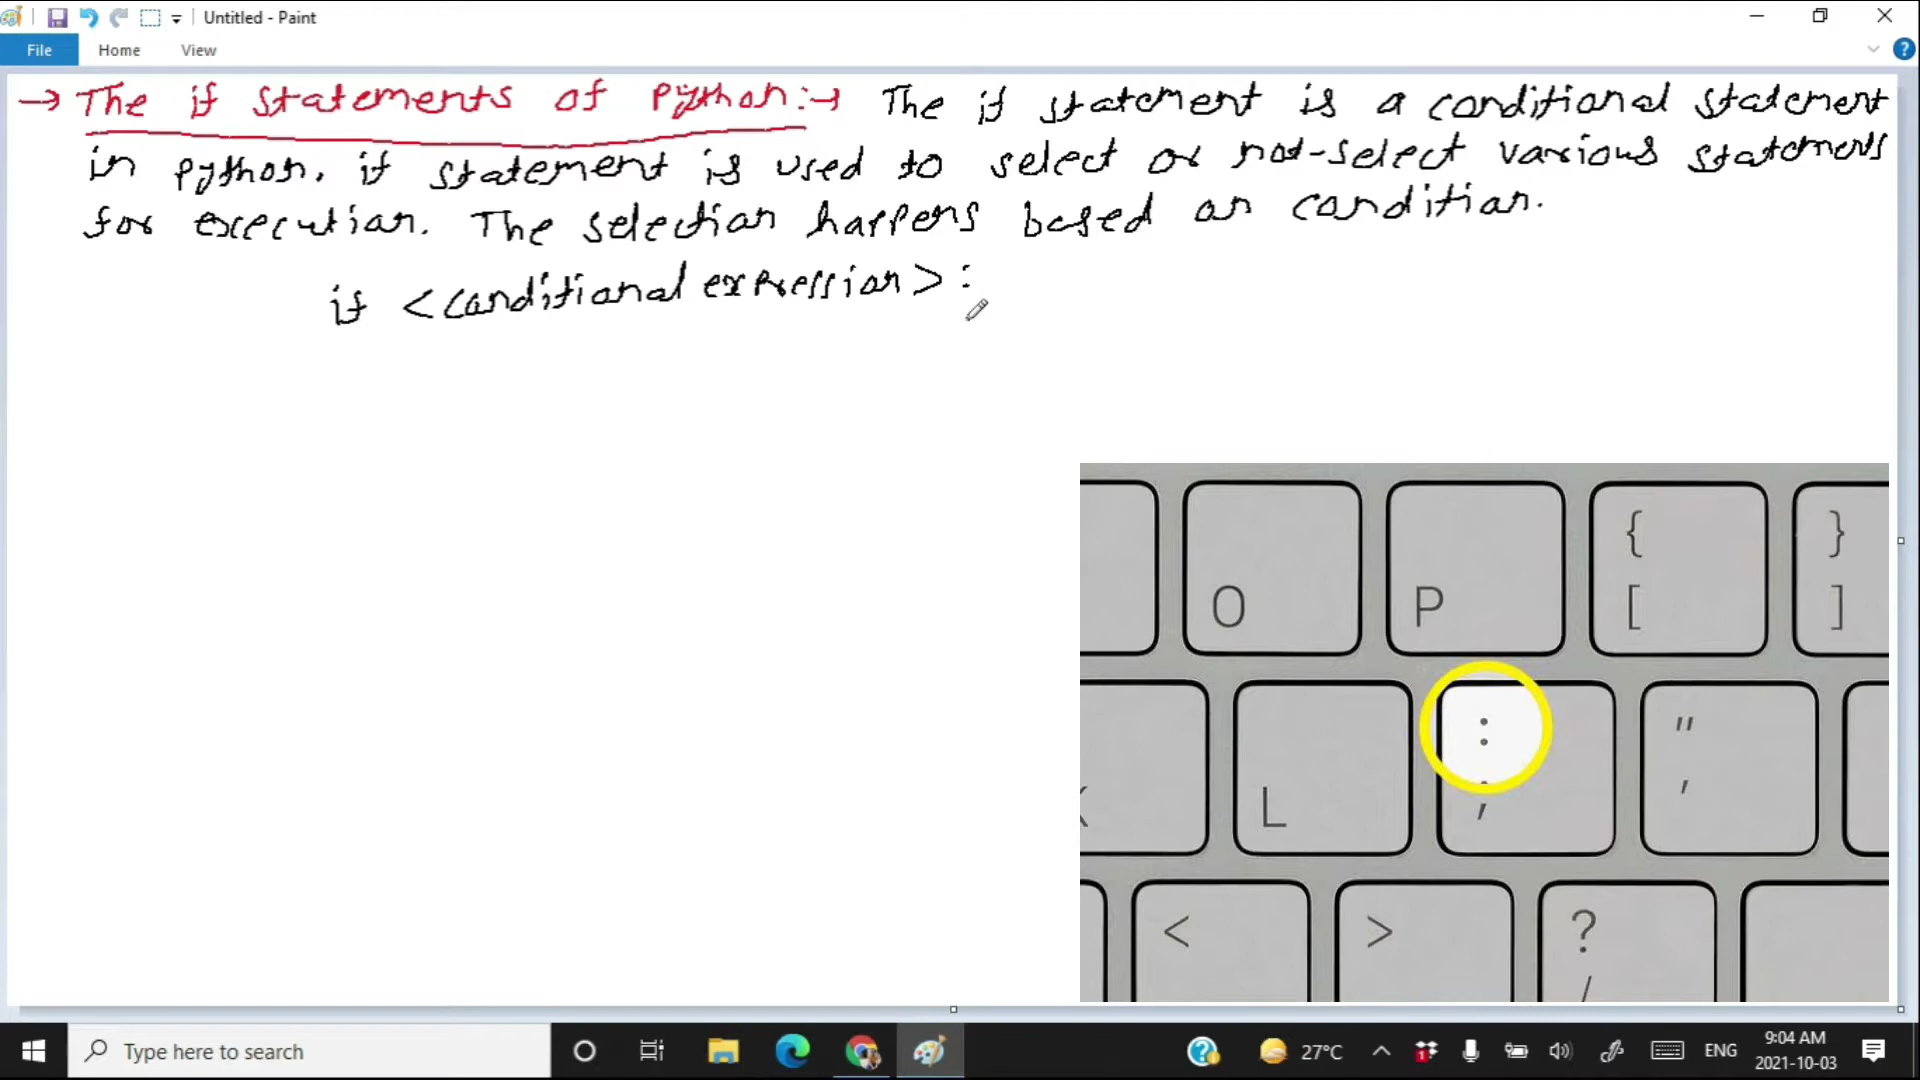 Untitled - Paint
File Home View
→ The if statements of Python:→ The if statement is a conditional statement
in python. if statement is used to select or not-select various statements
for execution. The selection happens based on condition.
if <conditional expression> :
O P { }
[ ]
L : "
; '
< > ?
/
Type here to search
27°C ENG 9:04 AM
2021-10-03